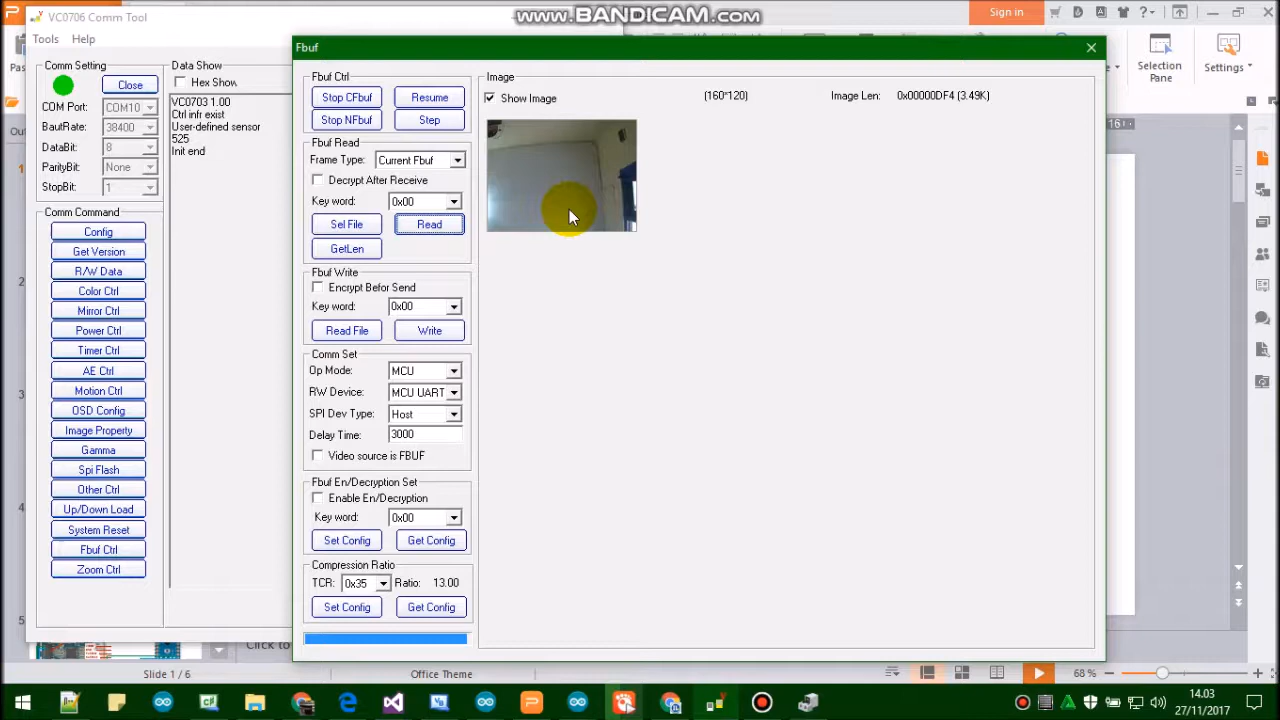 VC0706 Comm Tool
www.BANDICAM.com
Sign in
Tools Help
Fbuf
Comm Setting
Close
COM Port: COM10
BautRate: 38400
DataBit: 8
ParityBit: None
StopBit: 1
Data Show
Hex Show
VC0703 1.00
Ctrl infr exist
User-defined sensor
525
Init end
Comm Command
Config
Get Version
R/W Data
Color Ctrl
Mirror Ctrl
Power Ctrl
Timer Ctrl
AE Ctrl
Motion Ctrl
OSD Config
Image Property
Gamma
Spi Flash
Other Ctrl
Up/Down Load
System Reset
Fbuf Ctrl
Zoom Ctrl
Fbuf Ctrl
Stop CFbuf Resume
Stop NFbuf Step
Fbuf Read
Frame Type: Current Fbuf
Decrypt After Receive
Key word: 0x00
Sel File Read
GetLen
Fbuf Write
Encrypt Befor Send
Key word: 0x00
Read File Write
Comm Set
Op Mode: MCU
RW Device: MCU UART
SPI Dev Type: Host
Delay Time: 3000
Video source is FBUF
Fbuf En/Decryption Set
Enable En/Decryption
Key word: 0x00
Set Config Get Config
Compression Ratio
TCR: 0x35 Ratio: 13.00
Set Config Get Config
Image
Show Image (160*120) Image Len: 0x00000DF4 (3.49K)
Selection
Pane
Settings
16
1
2
3
4
5
Click to
Slide 1 / 6
Office Theme
68 %
14.03
27/11/2017